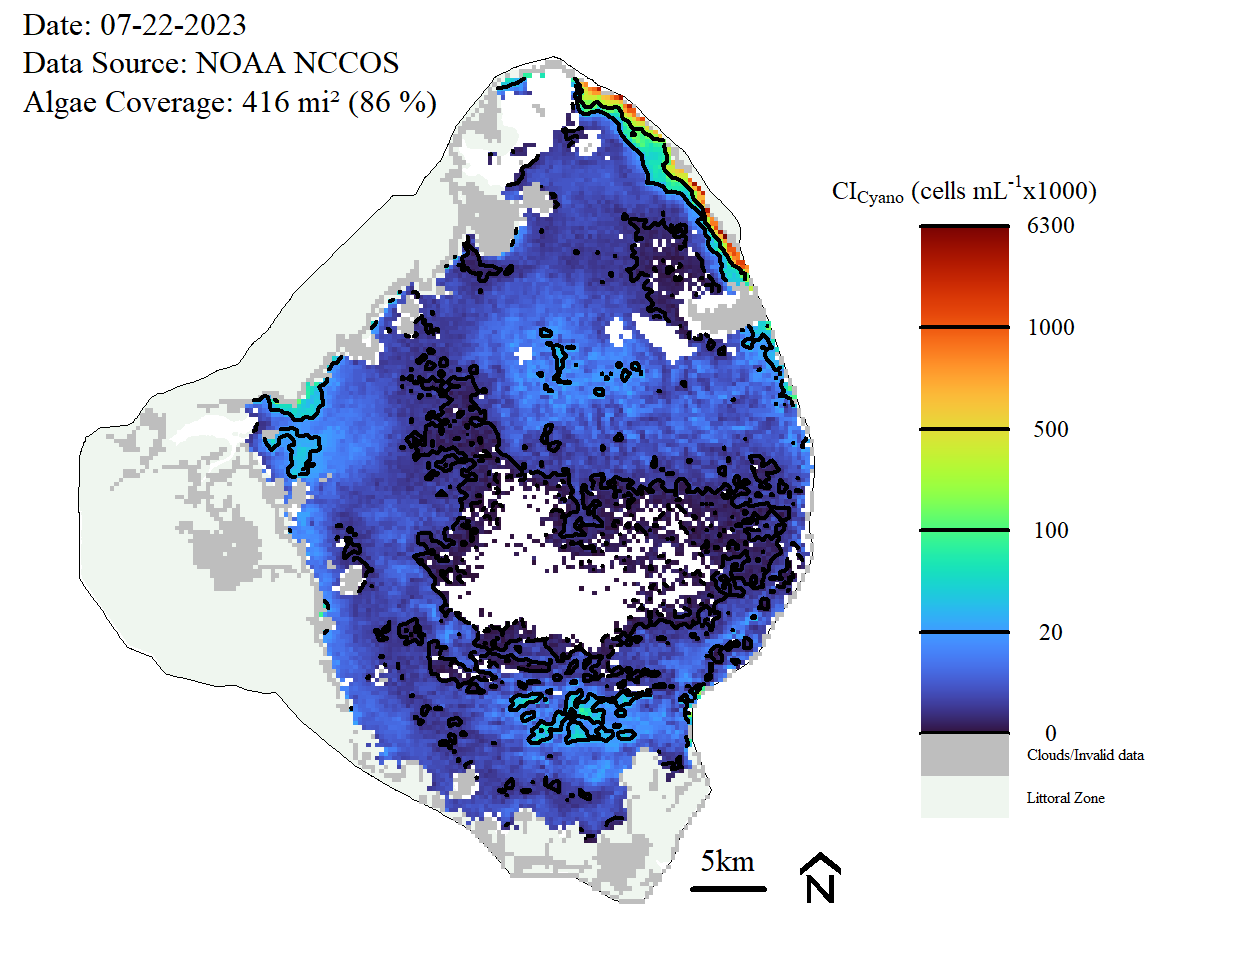 Date: 07-22-2023
Data Source: NOAA NCCOS
Algae Coverage: 416 mi² (86 %)
CI_Cyano (cells mL⁻¹x1000)
6300
1000
500
100
20
0
Clouds/Invalid data
Littoral Zone
5km
N